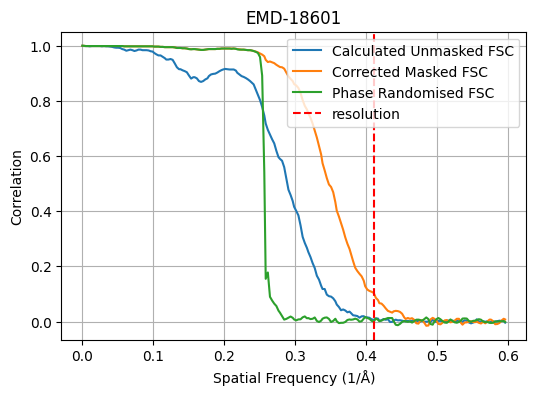 EMD-18601
Correlation
1.0
0.8
0.6
0.4
0.2
0.0
Calculated Unmasked FSC
Corrected Masked FSC
Phase Randomised FSC
resolution
0.0 0.1 0.2 0.3 0.4 0.5 0.6
Spatial Frequency (1/Å)